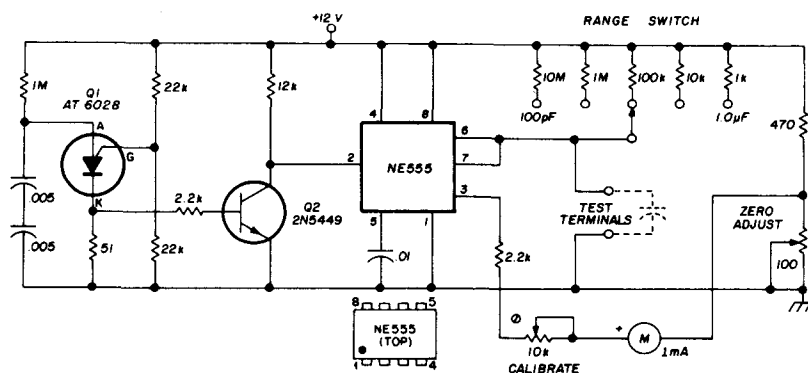 +12 V
RANGE SWITCH
1M
Q1
AT 6028
A
G
K
22k
12k
4
8
6
7
3
2
5
1
NE555
10M
1M
100k
10k
1k
100pF
1.0µF
470
.005
.005
2.2k
Q2
2N5449
51
22k
.01
2.2k
TEST
TERMINALS
ZERO
ADJUST
100
8
5
NE555
(TOP)
1
4
10k
CALIBRATE
+
M
1mA